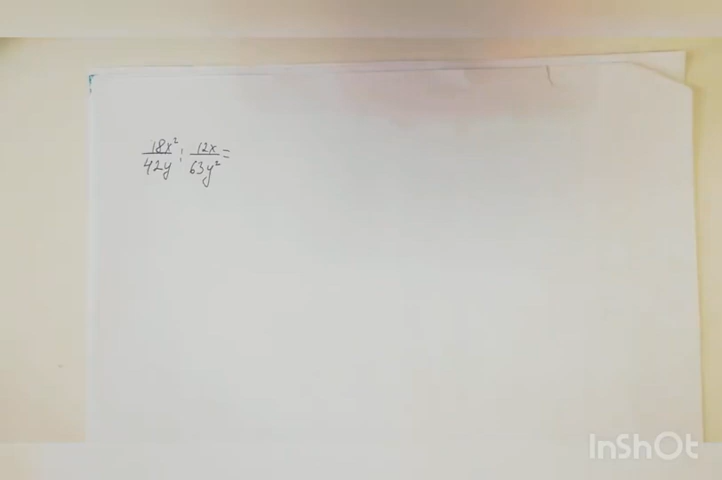 18x²/42y : 12x/63y² =
InShOt